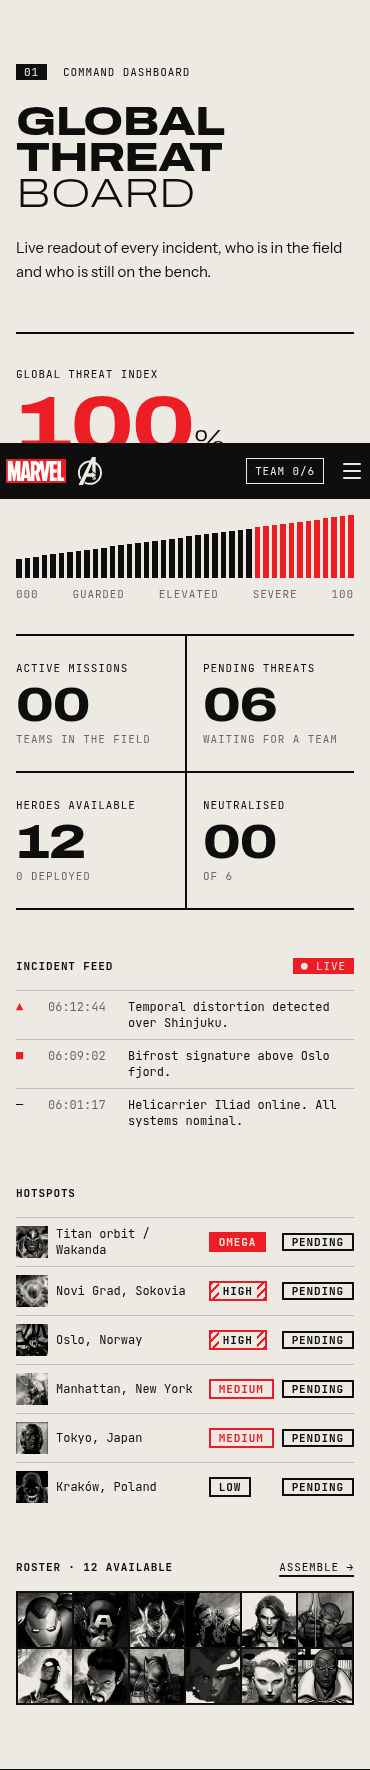 01 COMMAND DASHBOARD
GLOBAL
THREAT
BOARD
Live readout of every incident, who is in the field
and who is still on the bench.
GLOBAL THREAT INDEX
100%
MARVEL TEAM 0/6
000 GUARDED ELEVATED SEVERE 100
ACTIVE MISSIONS
00
TEAMS IN THE FIELD
PENDING THREATS
06
WAITING FOR A TEAM
HEROES AVAILABLE
12
0 DEPLOYED
NEUTRALISED
00
OF 6
INCIDENT FEED LIVE
06:12:44 Temporal distortion detected
over Shinjuku.
06:09:02 Bifrost signature above Oslo
fjord.
06:01:17 Helicarrier Iliad online. All
systems nominal.
HOTSPOTS
Titan orbit /
Wakanda OMEGA PENDING
Novi Grad, Sokovia HIGH PENDING
Oslo, Norway HIGH PENDING
Manhattan, New York MEDIUM PENDING
Tokyo, Japan MEDIUM PENDING
Kraków, Poland LOW PENDING
ROSTER · 12 AVAILABLE ASSEMBLE →